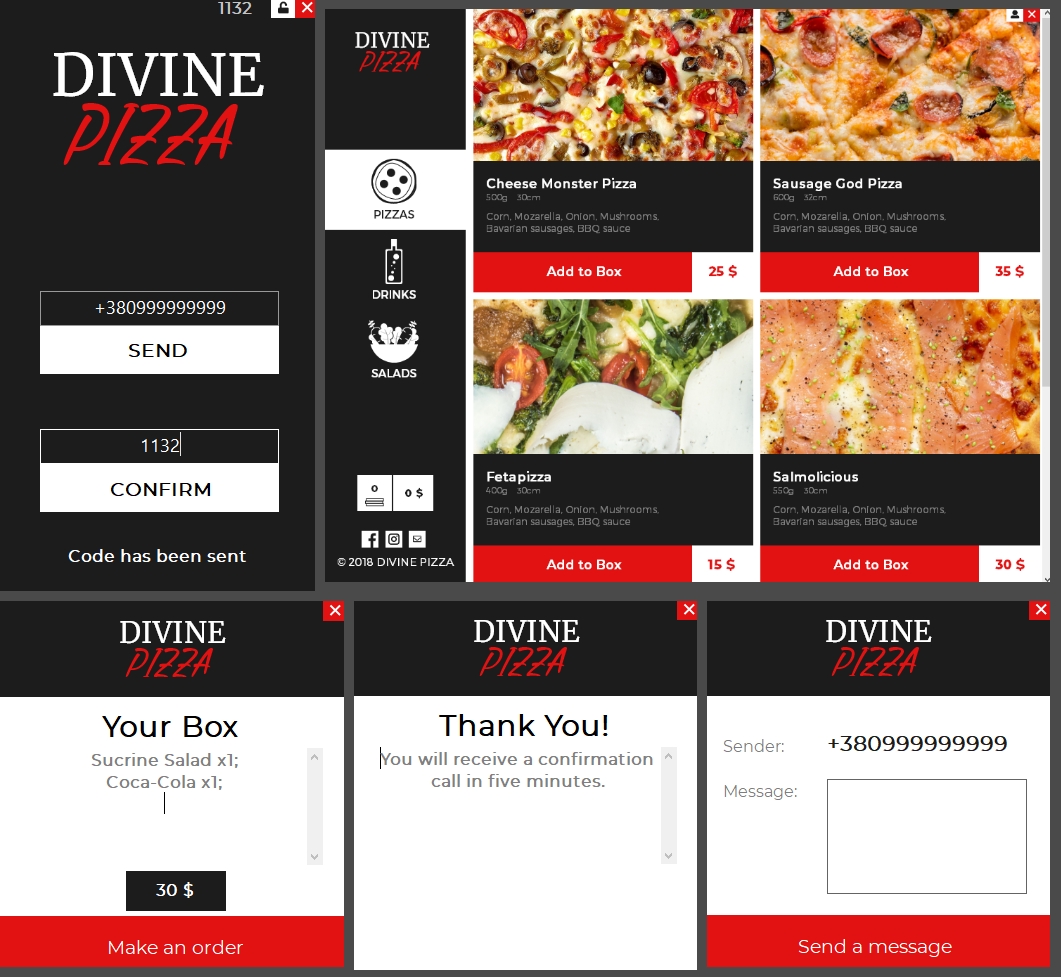 1132
DIVINE
PIZZA
+380999999999
SEND
1132
CONFIRM
Code has been sent
DIVINE
PIZZA
PIZZAS
DRINKS
SALADS
0
0 $
© 2018 DIVINE PIZZA
Cheese Monster Pizza
500g 30cm
Corn, Mozarella, Onion, Mushrooms,
Bavarian sausages, BBQ sauce
Add to Box
25 $
Sausage God Pizza
600g 32cm
Corn, Mozarella, Onion, Mushrooms,
Bavarian sausages, BBQ sauce
Add to Box
35 $
Fetapizza
400g 30cm
Corn, Mozarella, Onion, Mushrooms,
Bavarian sausages, BBQ sauce
Add to Box
15 $
Salmolicious
550g 30cm
Corn, Mozarella, Onion, Mushrooms,
Bavarian sausages, BBQ sauce
Add to Box
30 $
DIVINE
PIZZA
Your Box
Sucrine Salad x1;
Coca-Cola x1;
30 $
Make an order
DIVINE
PIZZA
Thank You!
You will receive a confirmation
call in five minutes.
DIVINE
PIZZA
Sender: +380999999999
Message:
Send a message